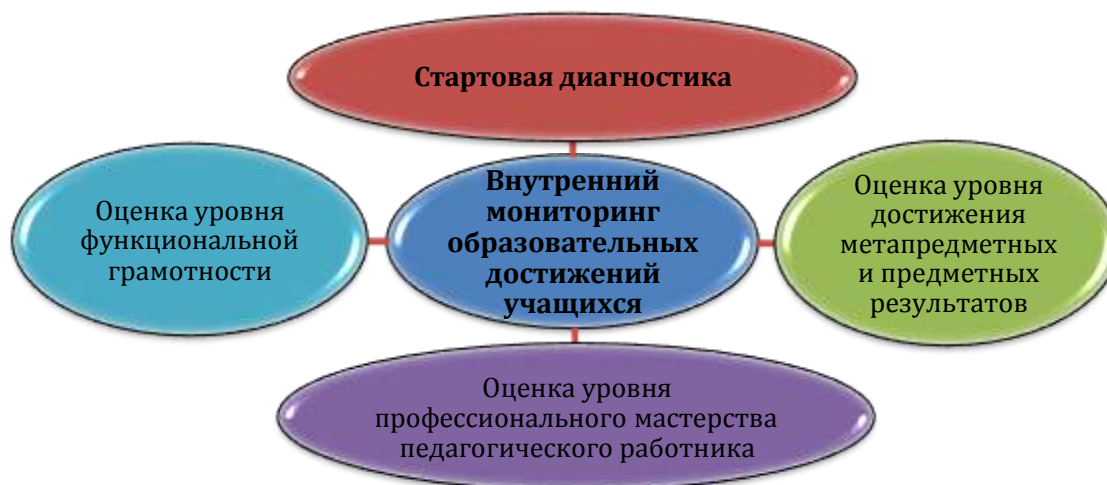 Стартовая диагностика
Внутренний
мониторинг
образовательных
достижений
учащихся
Оценка уровня
функциональной
грамотности
Оценка уровня
достижения
метапредметных
и предметных
результатов
Оценка уровня
профессионального мастерства
педагогического работника